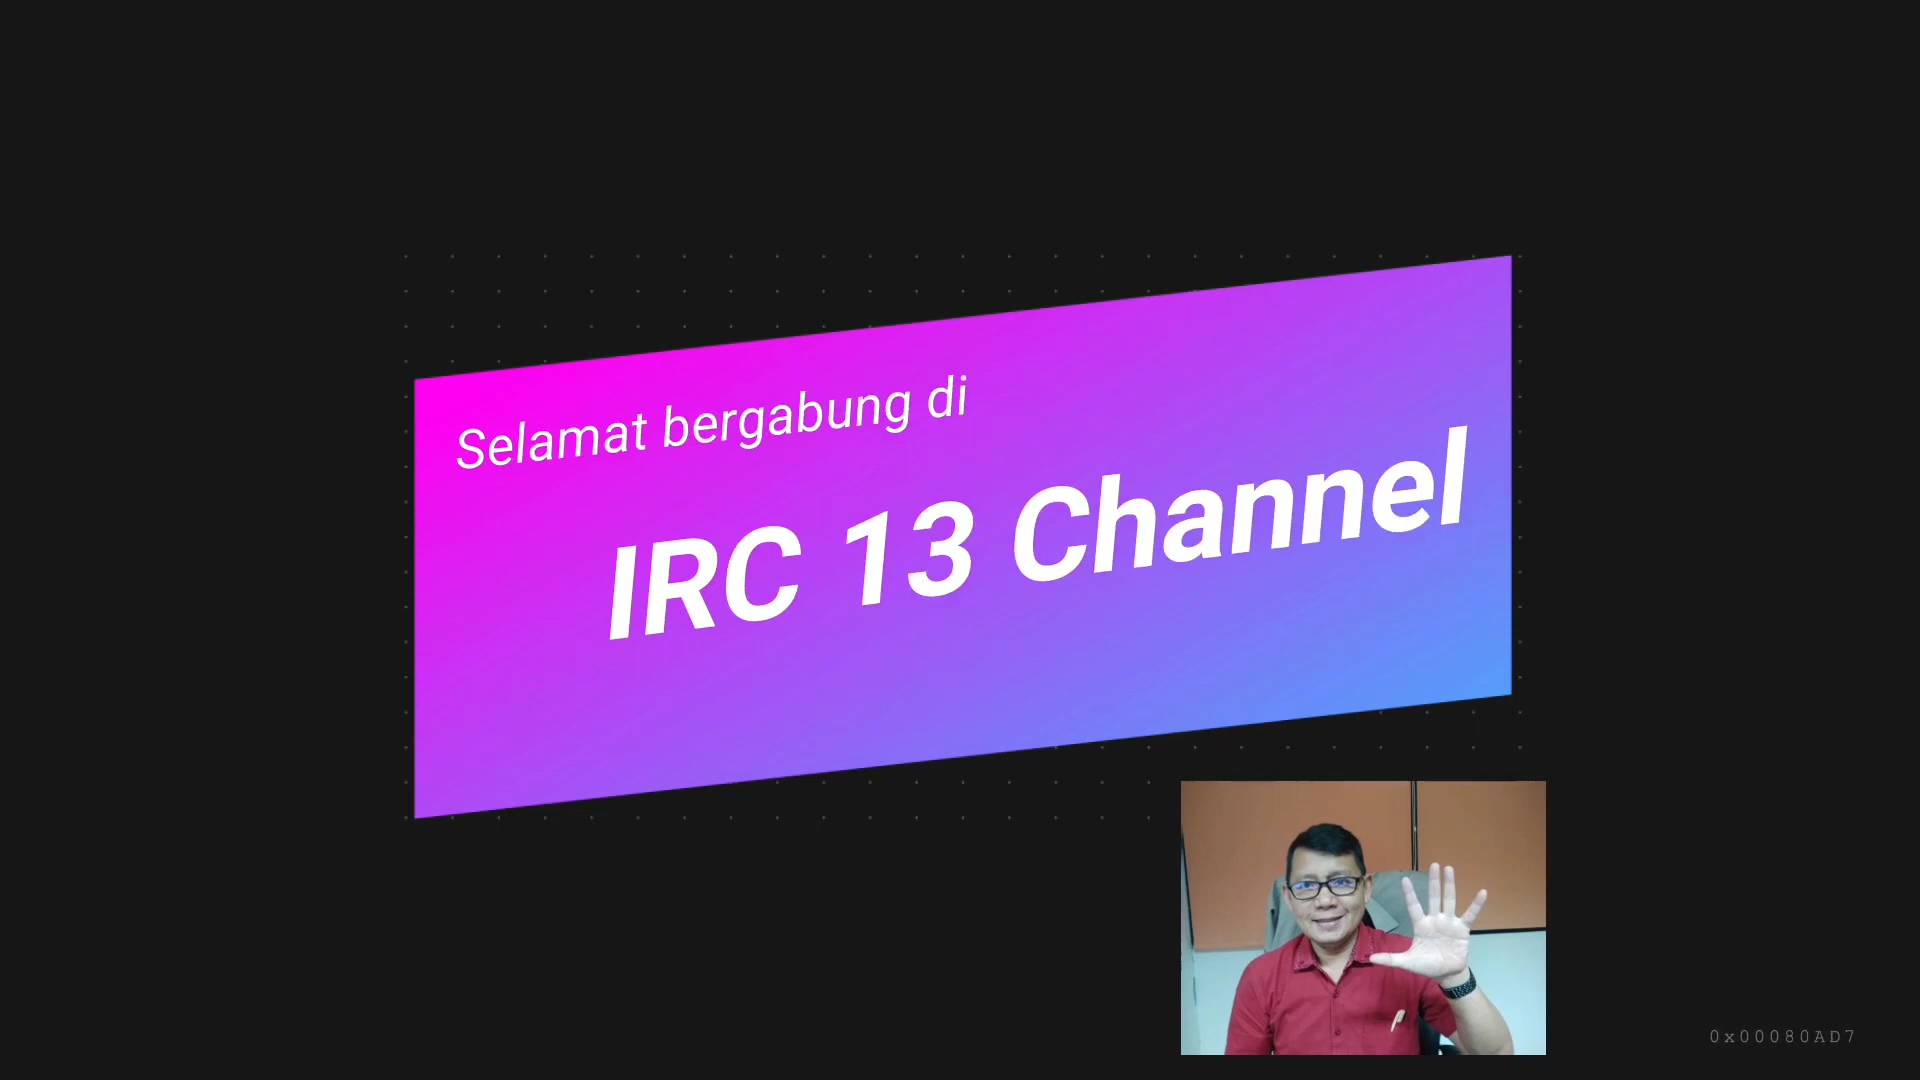 Selamat bergabung di
IRC 13 Channel
0x00080AD7